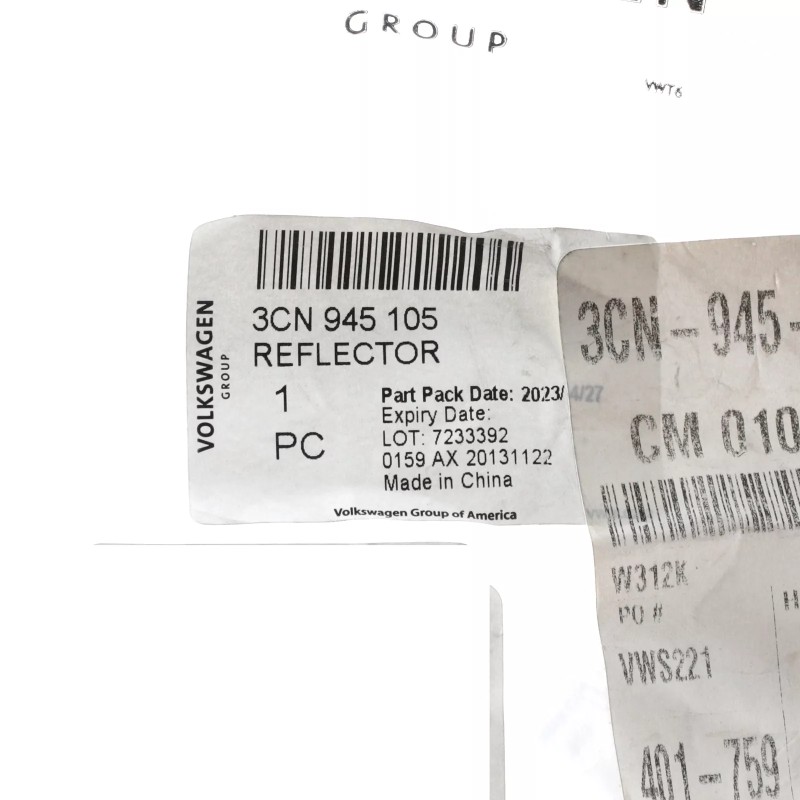 GROUP
VWT6
VOLKSWAGEN
GROUP
3CN 945 105
REFLECTOR
1
PC
Part Pack Date: 2023/4/27
Expiry Date:
LOT: 7233392
0159 AX 20131122
Made in China
Volkswagen Group of America
3CN-945-
CM 010
W312K
PO #
VWS221
401-759